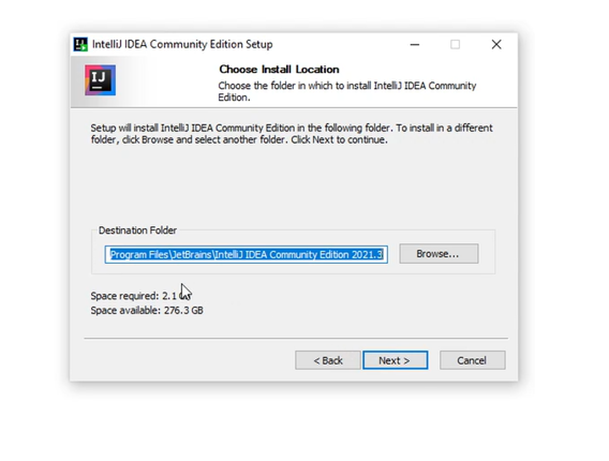 IntelliJ IDEA Community Edition Setup
IJ
Choose Install Location
Choose the folder in which to install IntelliJ IDEA Community
Edition.
Setup will install IntelliJ IDEA Community Edition in the following folder. To install in a different
folder, click Browse and select another folder. Click Next to continue.
Destination Folder
Program Files\JetBrains\IntelliJ IDEA Community Edition 2021.3
Browse...
Space required: 2.1
Space available: 276.3 GB
< Back
Next >
Cancel